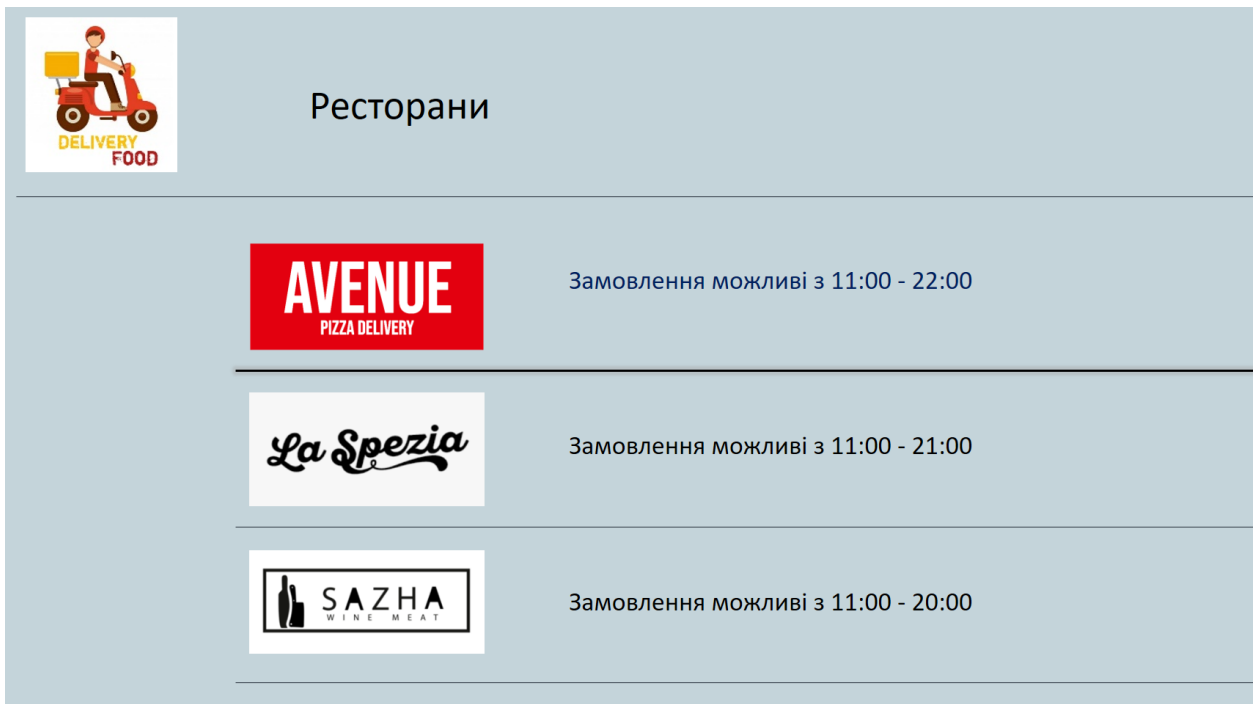 DELIVERY
FOOD
Ресторани
AVENUE
PIZZA DELIVERY
Замовлення можливі з 11:00 - 22:00
La Spezia
Замовлення можливі з 11:00 - 21:00
SAZHA
WINE MEAT
Замовлення можливі з 11:00 - 20:00